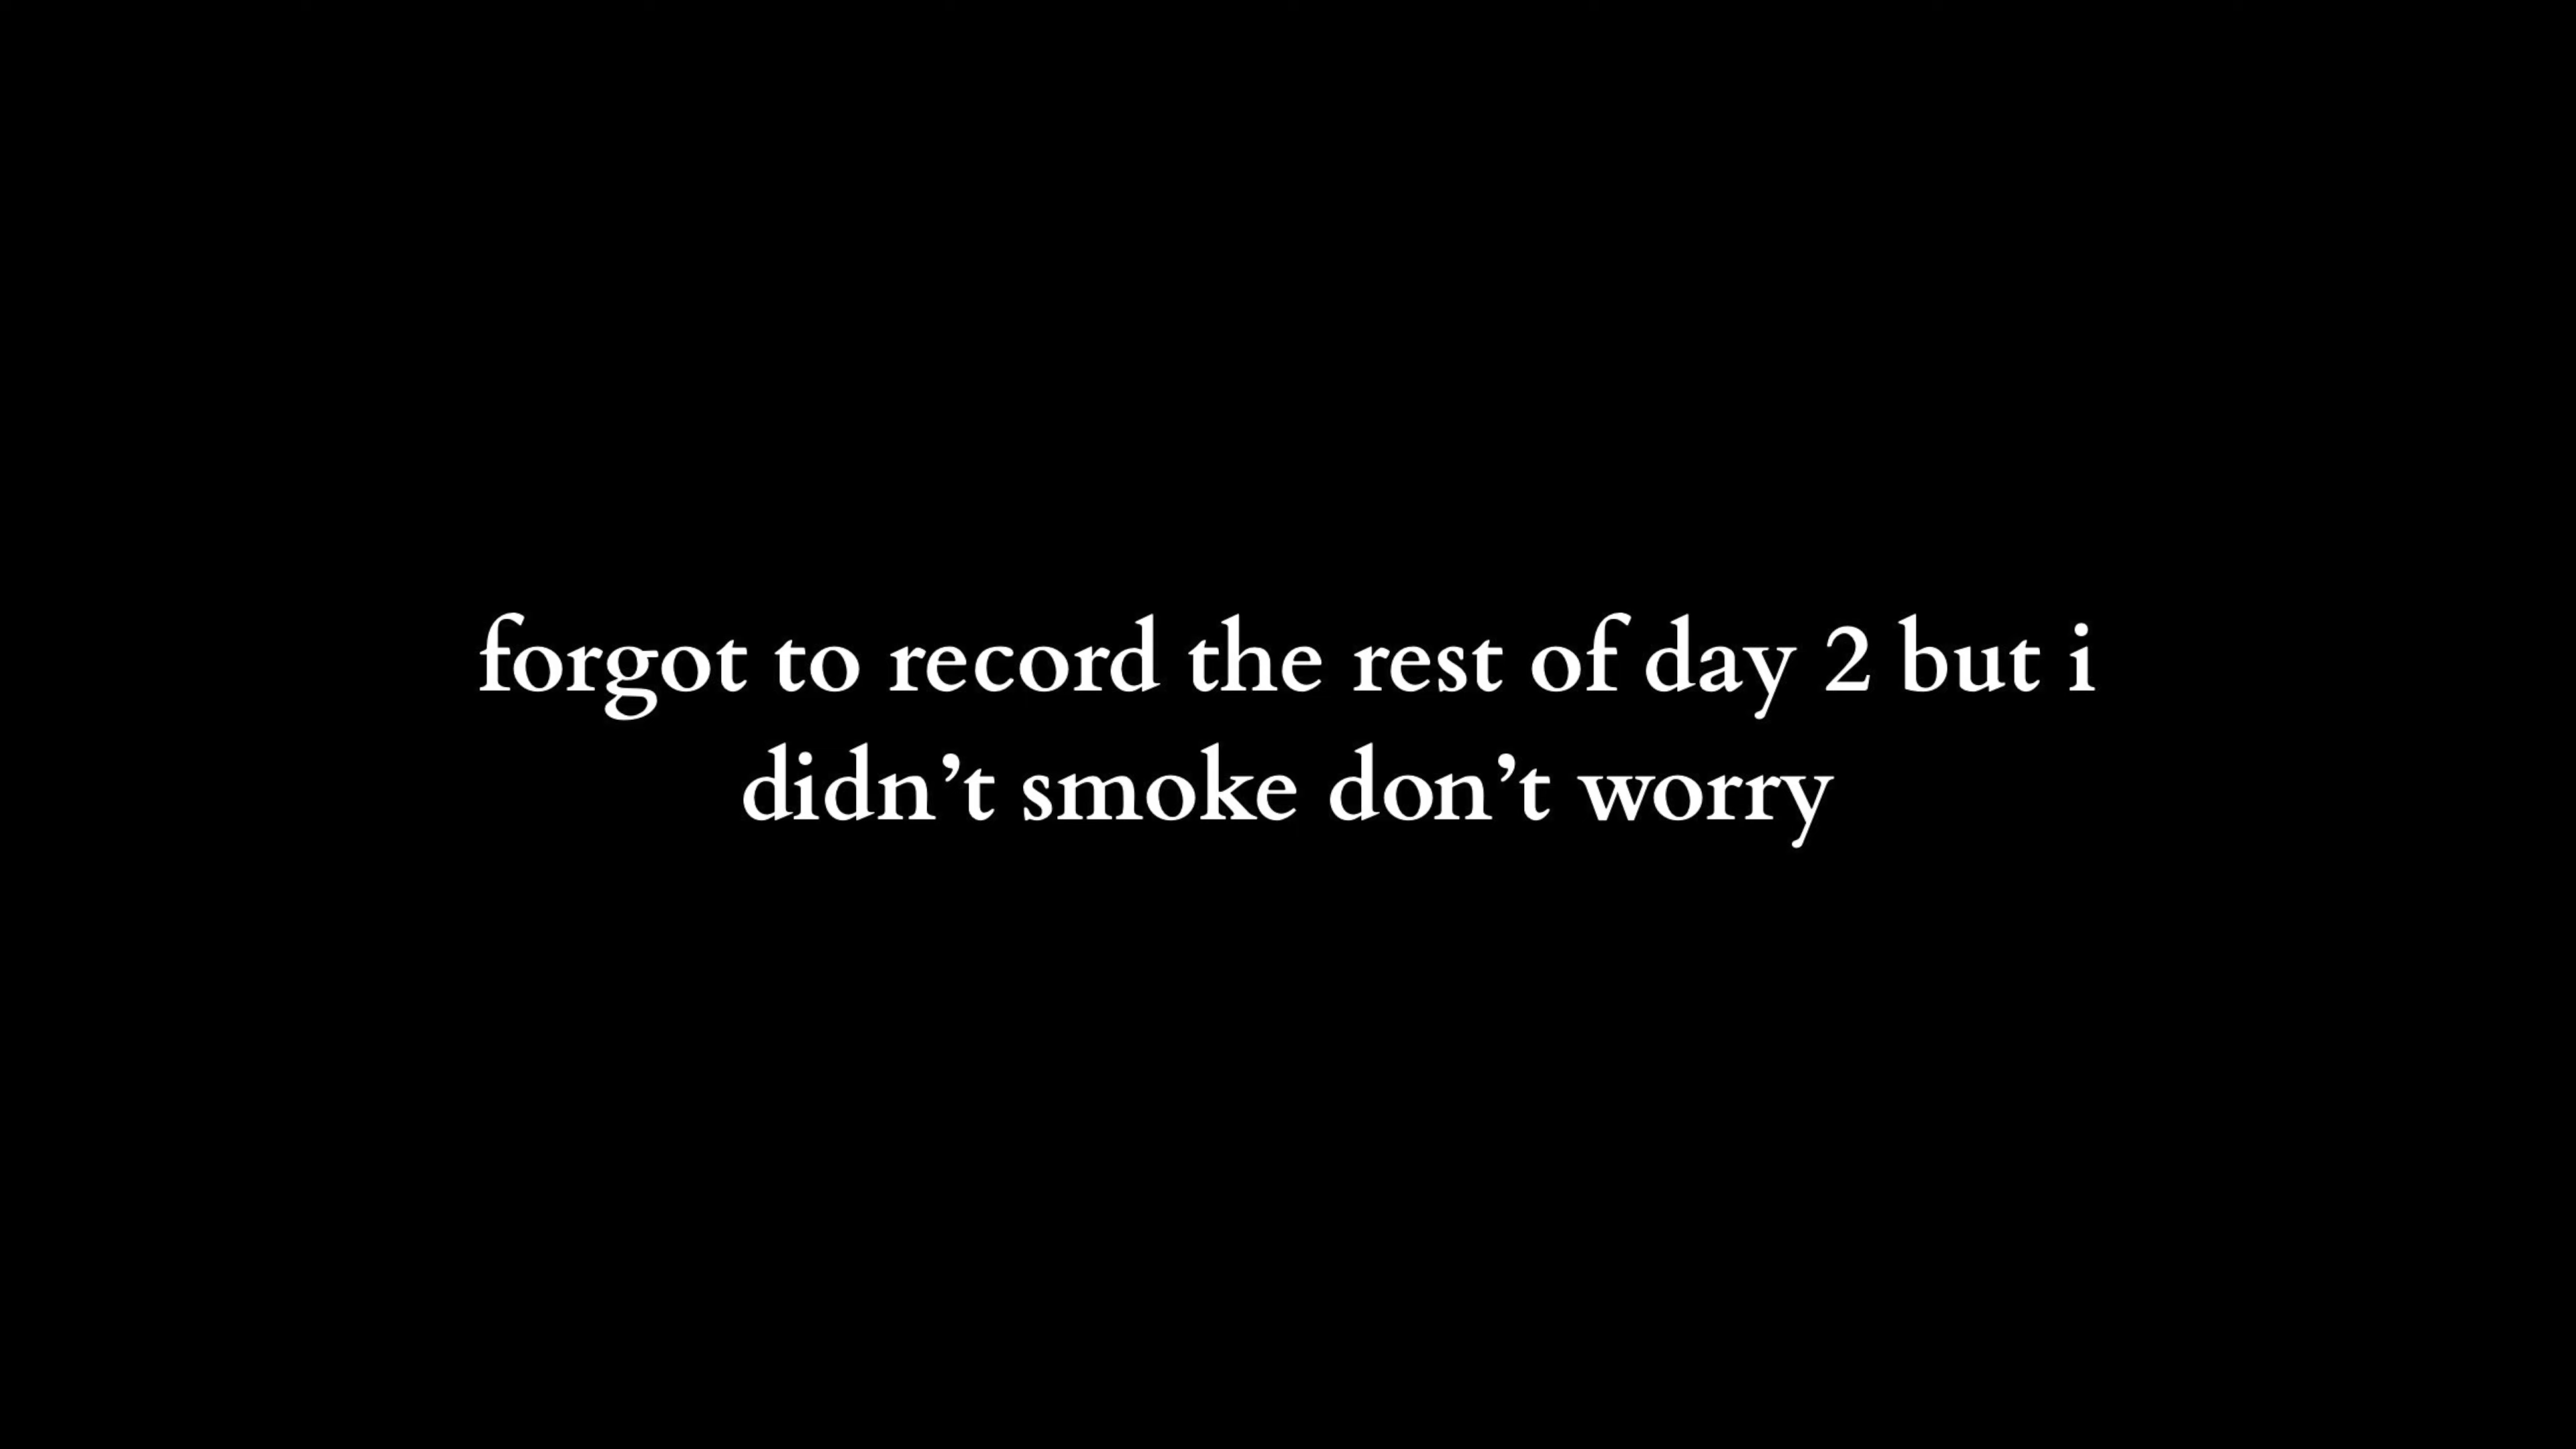 forgot to record the rest of day 2 but i
didn’t smoke don’t worry